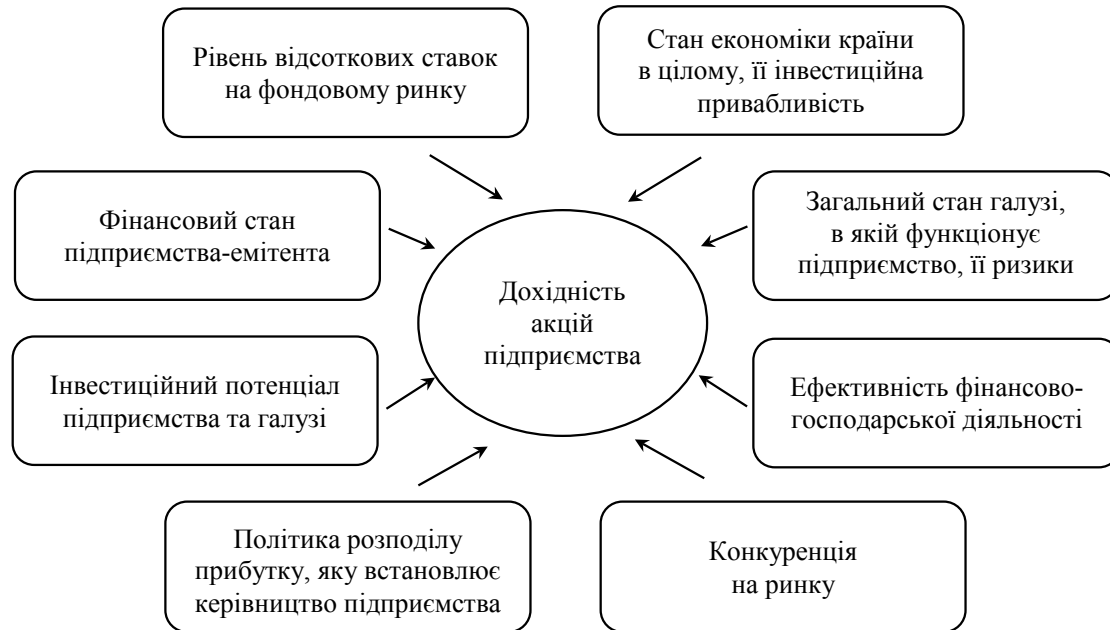 Рівень відсоткових ставок
на фондовому ринку
Стан економіки країни
в цілому, її інвестиційна
привабливість
Фінансовий стан
підприємства-емітента
Загальний стан галузі,
в якій функціонує
підприємство, її ризики
Дохідність
акцій
підприємства
Інвестиційний потенціал
підприємства та галузі
Ефективність фінансово-
господарської діяльності
Політика розподілу
прибутку, яку встановлює
керівництво підприємства
Конкуренція
на ринку